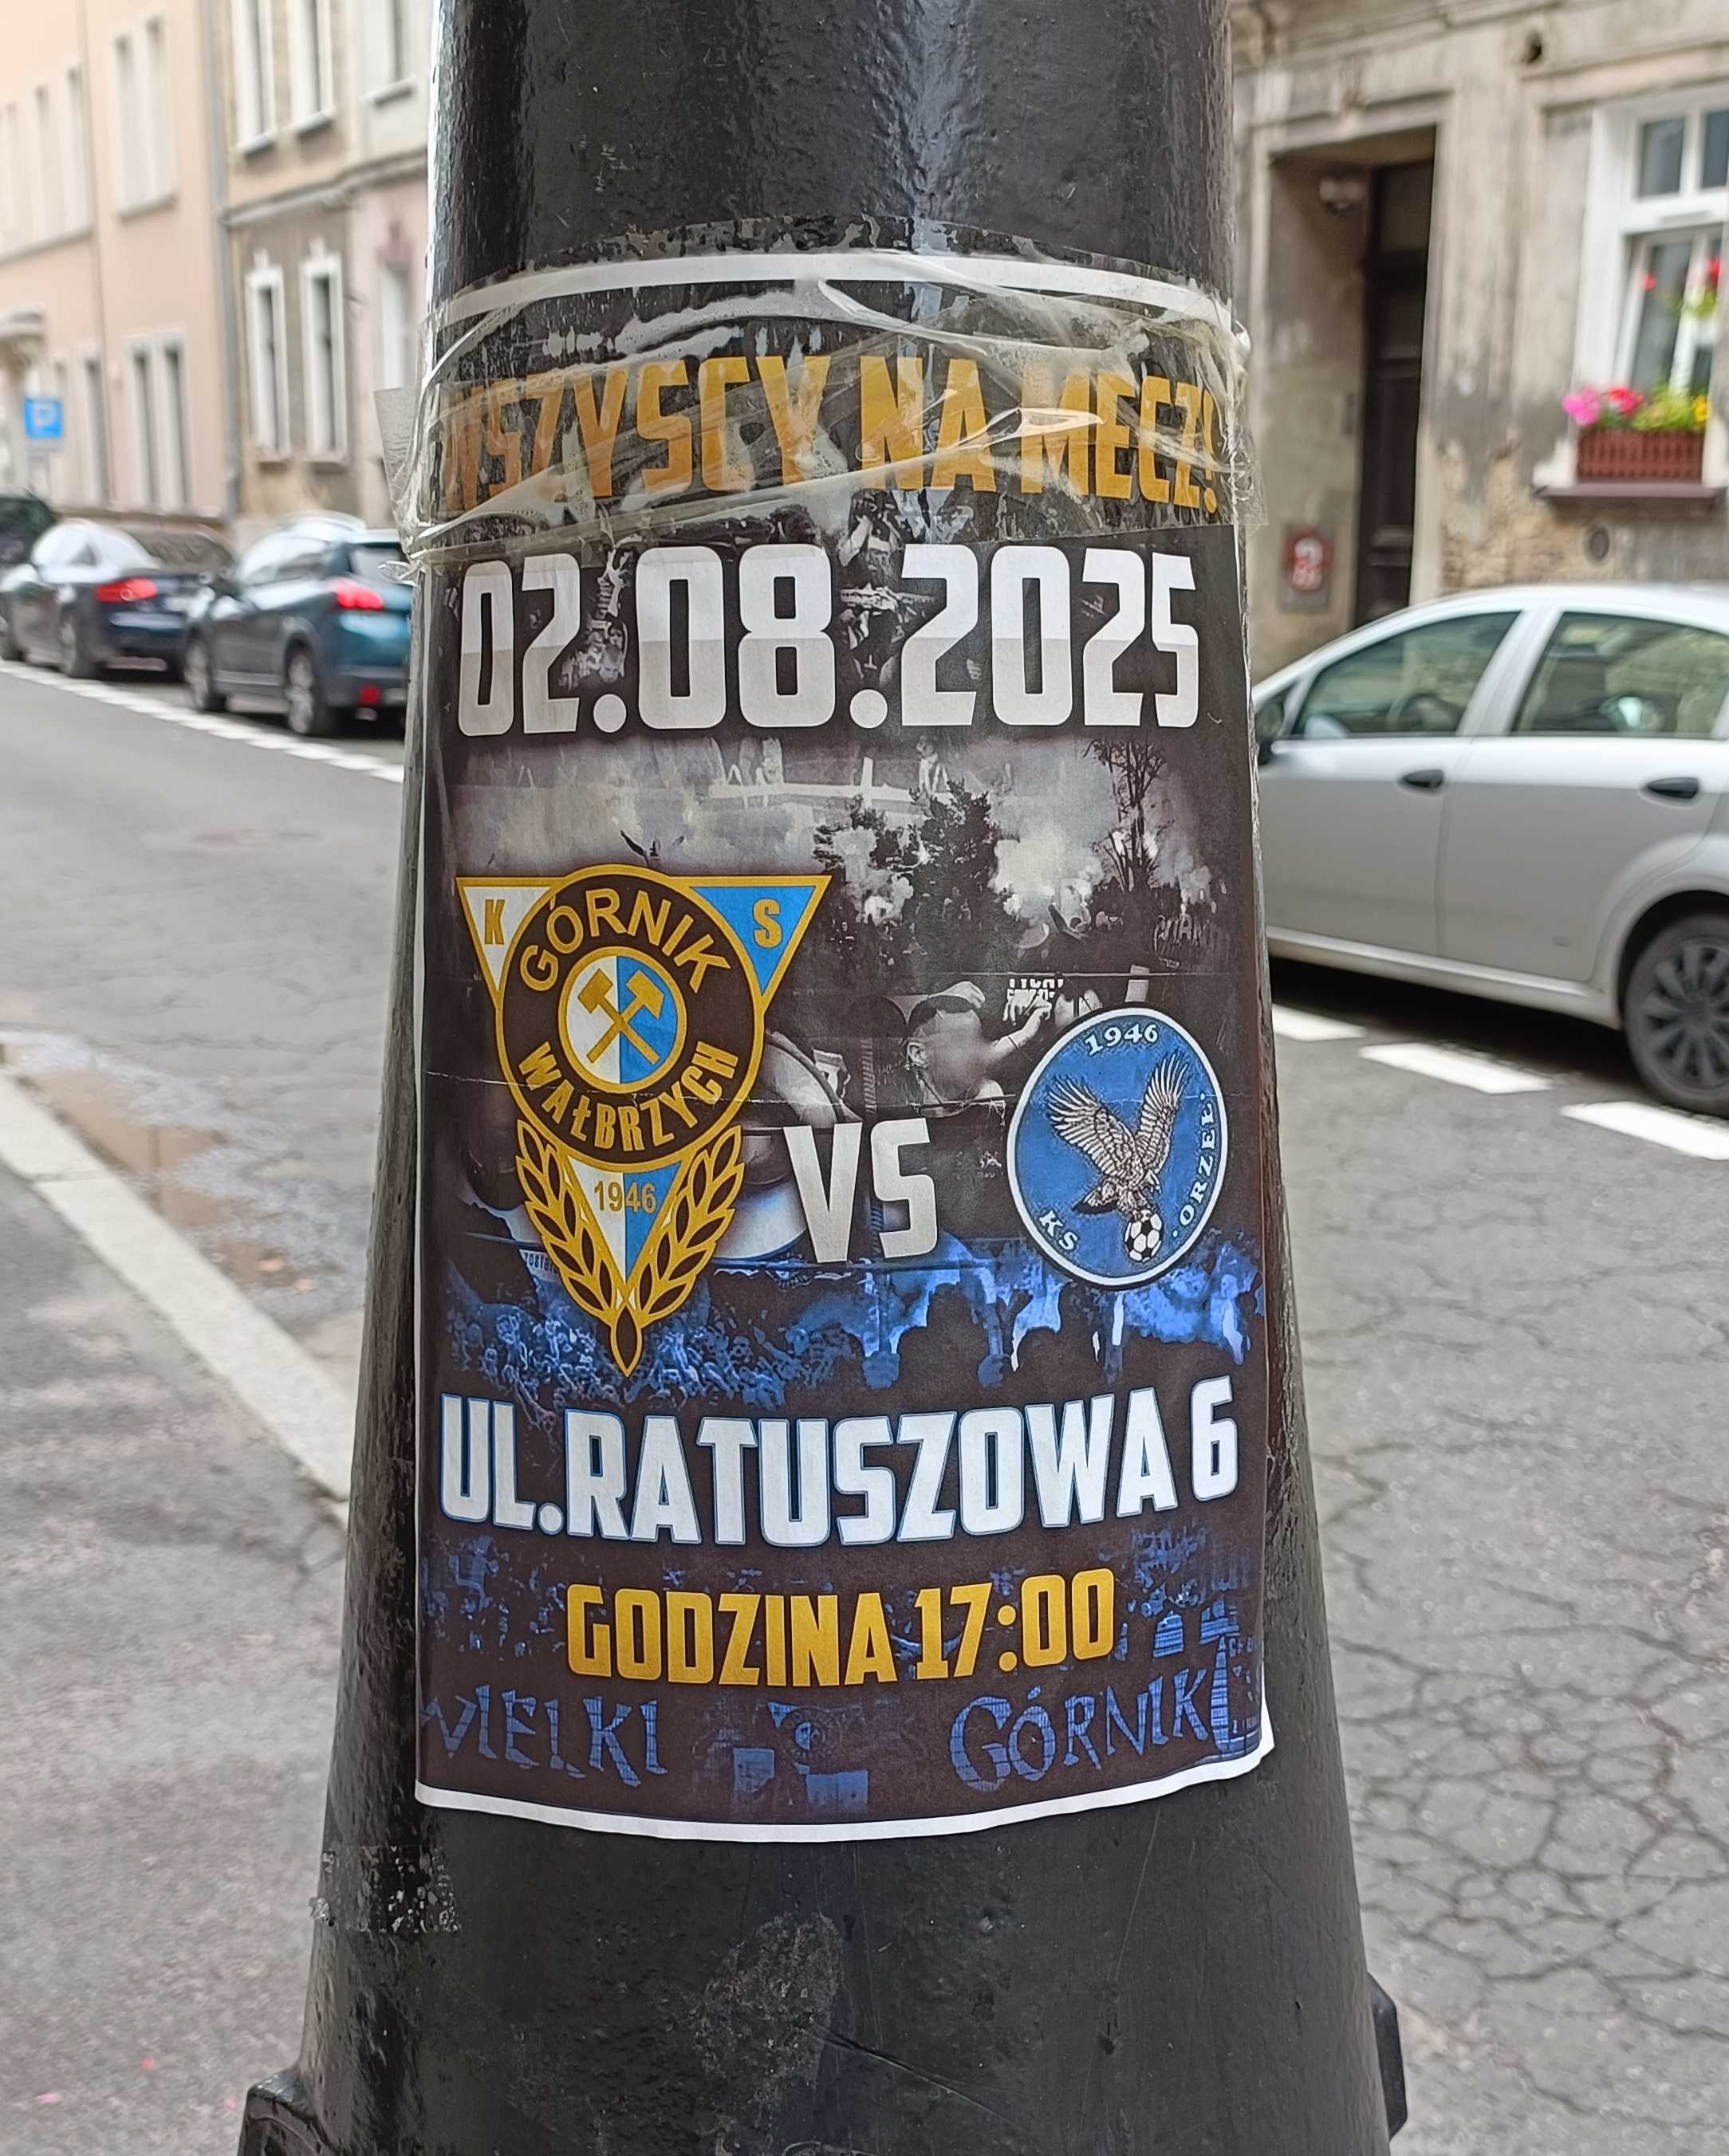 WSZYSCY NA MECZ!
02.08.2025
K S
GÓRNIK
WAŁBRZYCH
1946
VS
1946
KS
ORZEŁ
UL.RATUSZOWA 6
GODZINA 17:00
WIELKI GÓRNIK